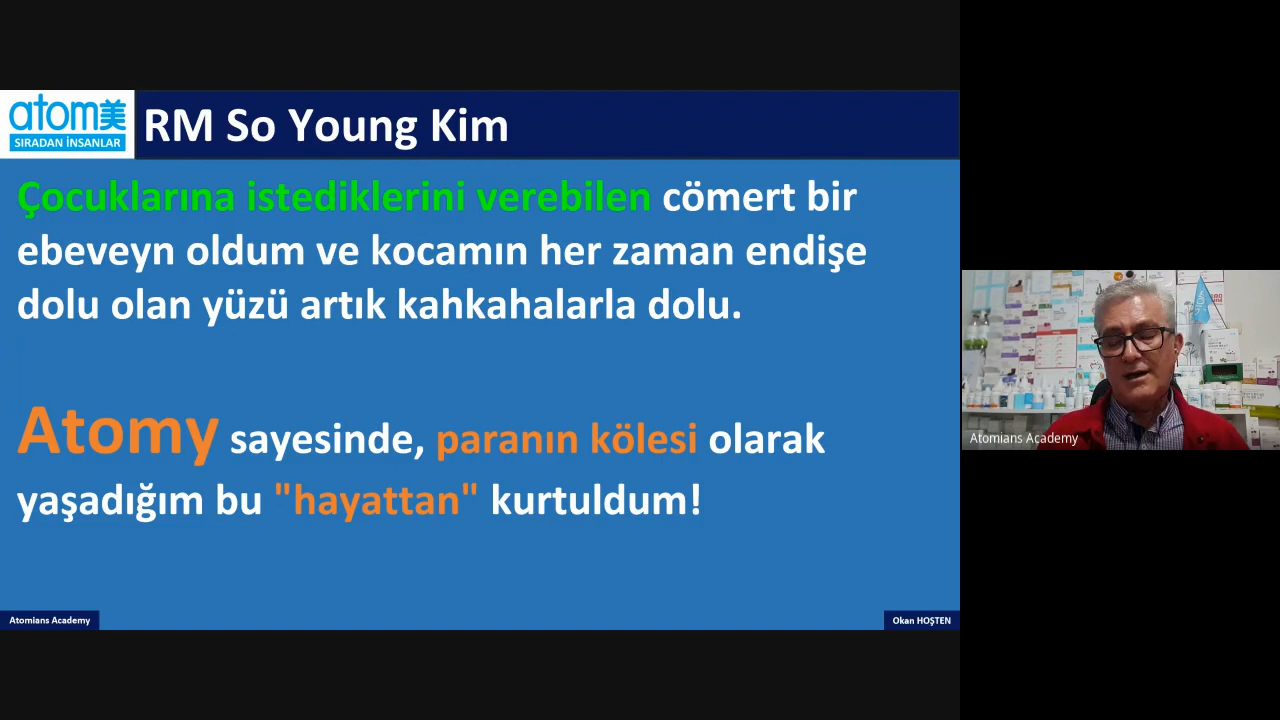 atom美
SIRADAN İNSANLAR
RM So Young Kim
Çocuklarına istediklerini verebilen cömert bir
ebeveyn oldum ve kocamın her zaman endişe
dolu olan yüzü artık kahkahalarla dolu.
Atomy sayesinde, paranın kölesi olarak
yaşadığım bu "hayattan" kurtuldum!
Atomians Academy
Okan HOŞTEN
Atomians Academy